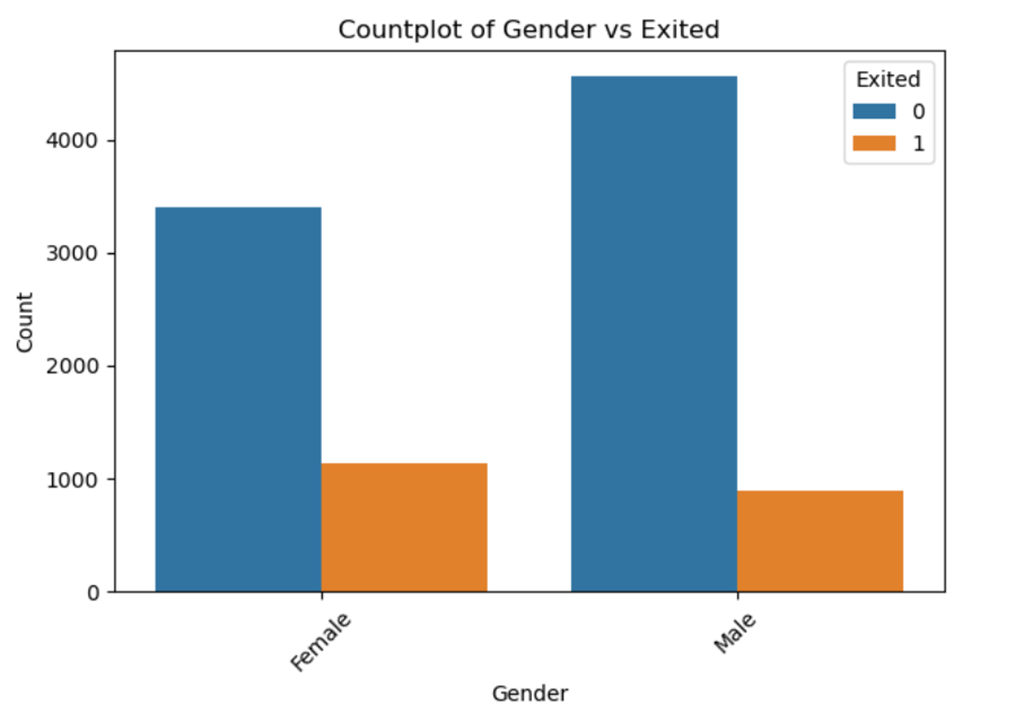 Countplot of Gender vs Exited
Exited
0
1
4000
3000
2000
1000
0
Count
Female
Male
Gender